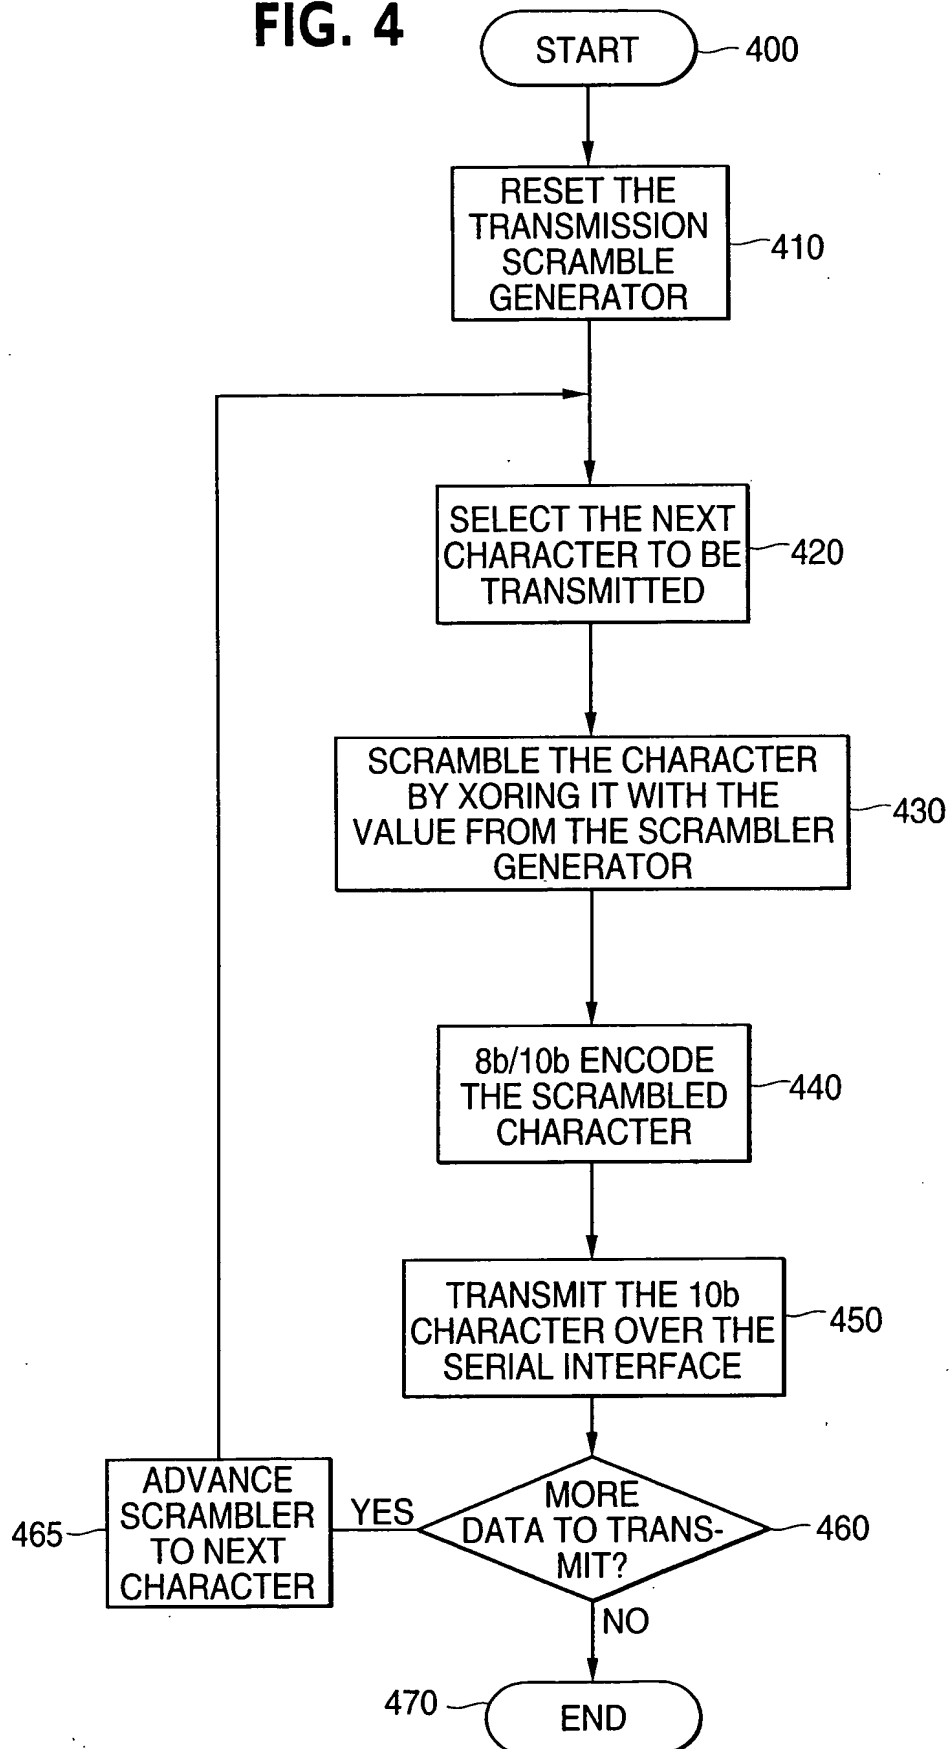 FIG. 4
START
400
RESET THE
TRANSMISSION
SCRAMBLE
GENERATOR
410
SELECT THE NEXT
CHARACTER TO BE
TRANSMITTED
420
SCRAMBLE THE CHARACTER
BY XORING IT WITH THE
VALUE FROM THE SCRAMBLER
GENERATOR
430
8b/10b ENCODE
THE SCRAMBLED
CHARACTER
440
TRANSMIT THE 10b
CHARACTER OVER THE
SERIAL INTERFACE
450
MORE
DATA TO TRANS-
MIT?
460
YES
ADVANCE
SCRAMBLER
TO NEXT
CHARACTER
465
NO
470
END